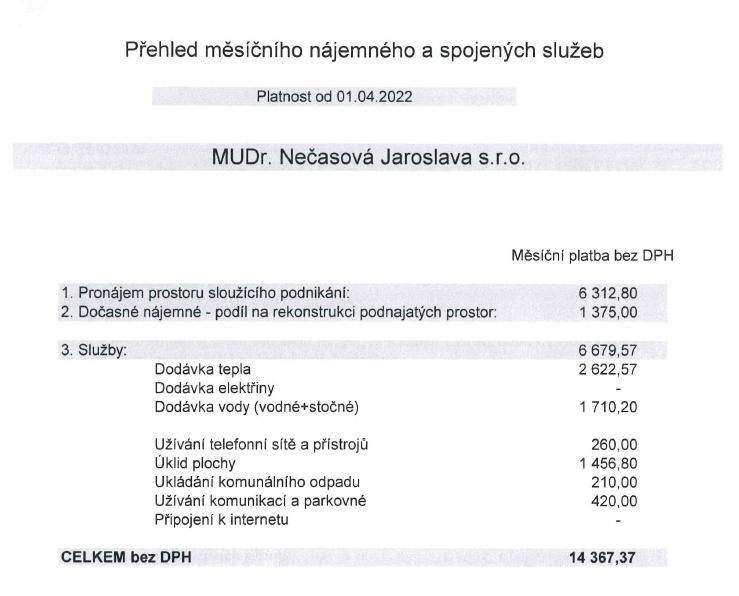 Přehled měsíčního nájemného a spojených služeb
Platnost od 01.04.2022
MUDr. Nečasová Jaroslava s.r.o.
Měsíční platba bez DPH
1. Pronájem prostoru sloužícího podnikání: 6 312,80
2. Dočasné nájemné - podíl na rekonstrukci podnajatých prostor: 1 375,00
3. Služby: 6 679,57
Dodávka tepla 2 622,57
Dodávka elektřiny -
Dodávka vody (vodné+stočné) 1 710,20
Užívání telefonní sítě a přístrojů 260,00
Úklid plochy 1 456,80
Ukládání komunálního odpadu 210,00
Užívání komunikací a parkovné 420,00
Připojení k internetu -
CELKEM bez DPH 14 367,37